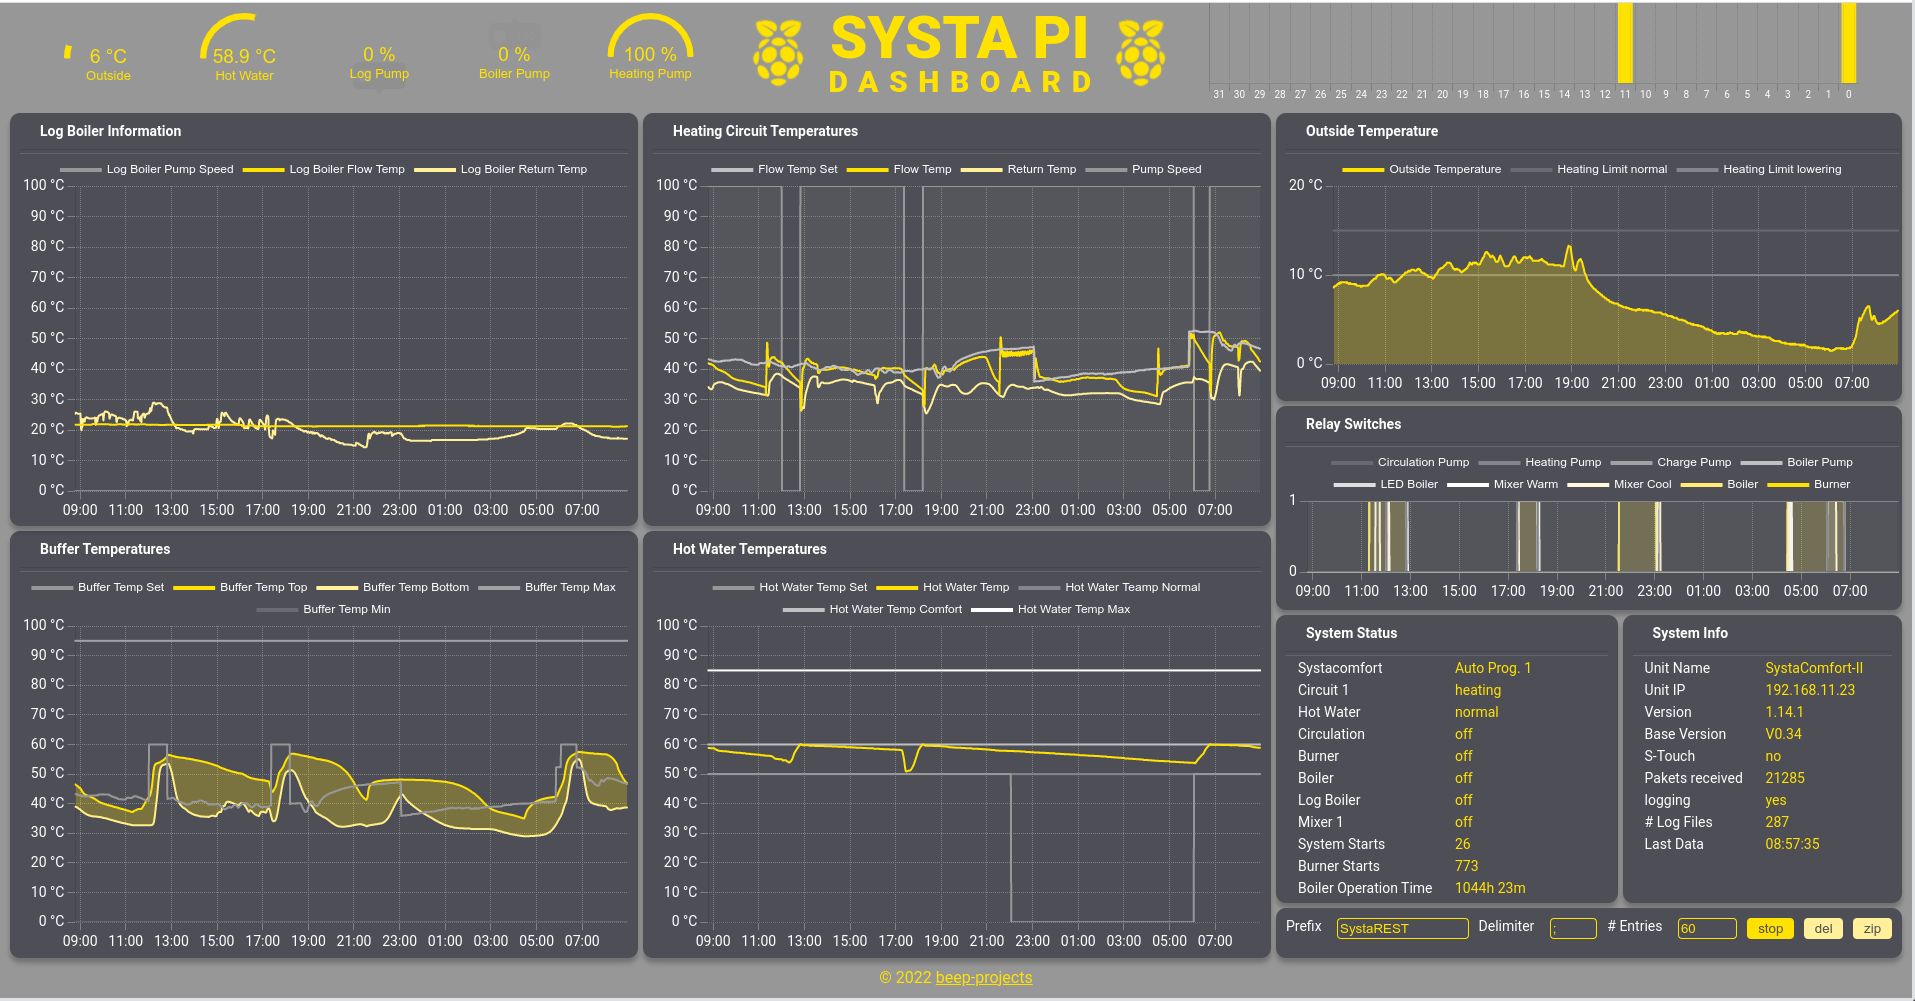 6 °C
Outside
58.9 °C
Hot Water
0 %
Log Pump
0 %
Boiler Pump
100 %
Heating Pump
SYSTA PI
DASHBOARD
31 30 29 28 27 26 25 24 23 22 21 20 19 18 17 16 15 14 13 12 11 10 9 8 7 6 5 4 3 2 1 0
Log Boiler Information
Log Boiler Pump Speed Log Boiler Flow Temp Log Boiler Return Temp
100 °C
90 °C
80 °C
70 °C
60 °C
50 °C
40 °C
30 °C
20 °C
10 °C
0 °C
09:00 11:00 13:00 15:00 17:00 19:00 21:00 23:00 01:00 03:00 05:00 07:00
Heating Circuit Temperatures
Flow Temp Set Flow Temp Return Temp Pump Speed
100 °C
90 °C
80 °C
70 °C
60 °C
50 °C
40 °C
30 °C
20 °C
10 °C
0 °C
09:00 11:00 13:00 15:00 17:00 19:00 21:00 23:00 01:00 03:00 05:00 07:00
Outside Temperature
Outside Temperature Heating Limit normal Heating Limit lowering
20 °C
10 °C
0 °C
09:00 11:00 13:00 15:00 17:00 19:00 21:00 23:00 01:00 03:00 05:00 07:00
Relay Switches
Circulation Pump Heating Pump Charge Pump Boiler Pump
LED Boiler Mixer Warm Mixer Cool Boiler Burner
1
0
09:00 11:00 13:00 15:00 17:00 19:00 21:00 23:00 01:00 03:00 05:00 07:00
Buffer Temperatures
Buffer Temp Set Buffer Temp Top Buffer Temp Bottom Buffer Temp Max
Buffer Temp Min
100 °C
90 °C
80 °C
70 °C
60 °C
50 °C
40 °C
30 °C
20 °C
10 °C
0 °C
09:00 11:00 13:00 15:00 17:00 19:00 21:00 23:00 01:00 03:00 05:00 07:00
Hot Water Temperatures
Hot Water Temp Set Hot Water Temp Hot Water Teamp Normal
Hot Water Temp Comfort Hot Water Temp Max
100 °C
90 °C
80 °C
70 °C
60 °C
50 °C
40 °C
30 °C
20 °C
10 °C
0 °C
09:00 11:00 13:00 15:00 17:00 19:00 21:00 23:00 01:00 03:00 05:00 07:00
System Status
Systacomfort Auto Prog. 1
Circuit 1 heating
Hot Water normal
Circulation off
Burner off
Boiler off
Log Boiler off
Mixer 1 off
System Starts 26
Burner Starts 773
Boiler Operation Time 1044h 23m
System Info
Unit Name SystaComfort-II
Unit IP 192.168.11.23
Version 1.14.1
Base Version V0.34
S-Touch no
Pakets received 21285
logging yes
# Log Files 287
Last Data 08:57:35
Prefix SystaREST Delimiter ; # Entries 60 stop del zip
© 2022 beep-projects